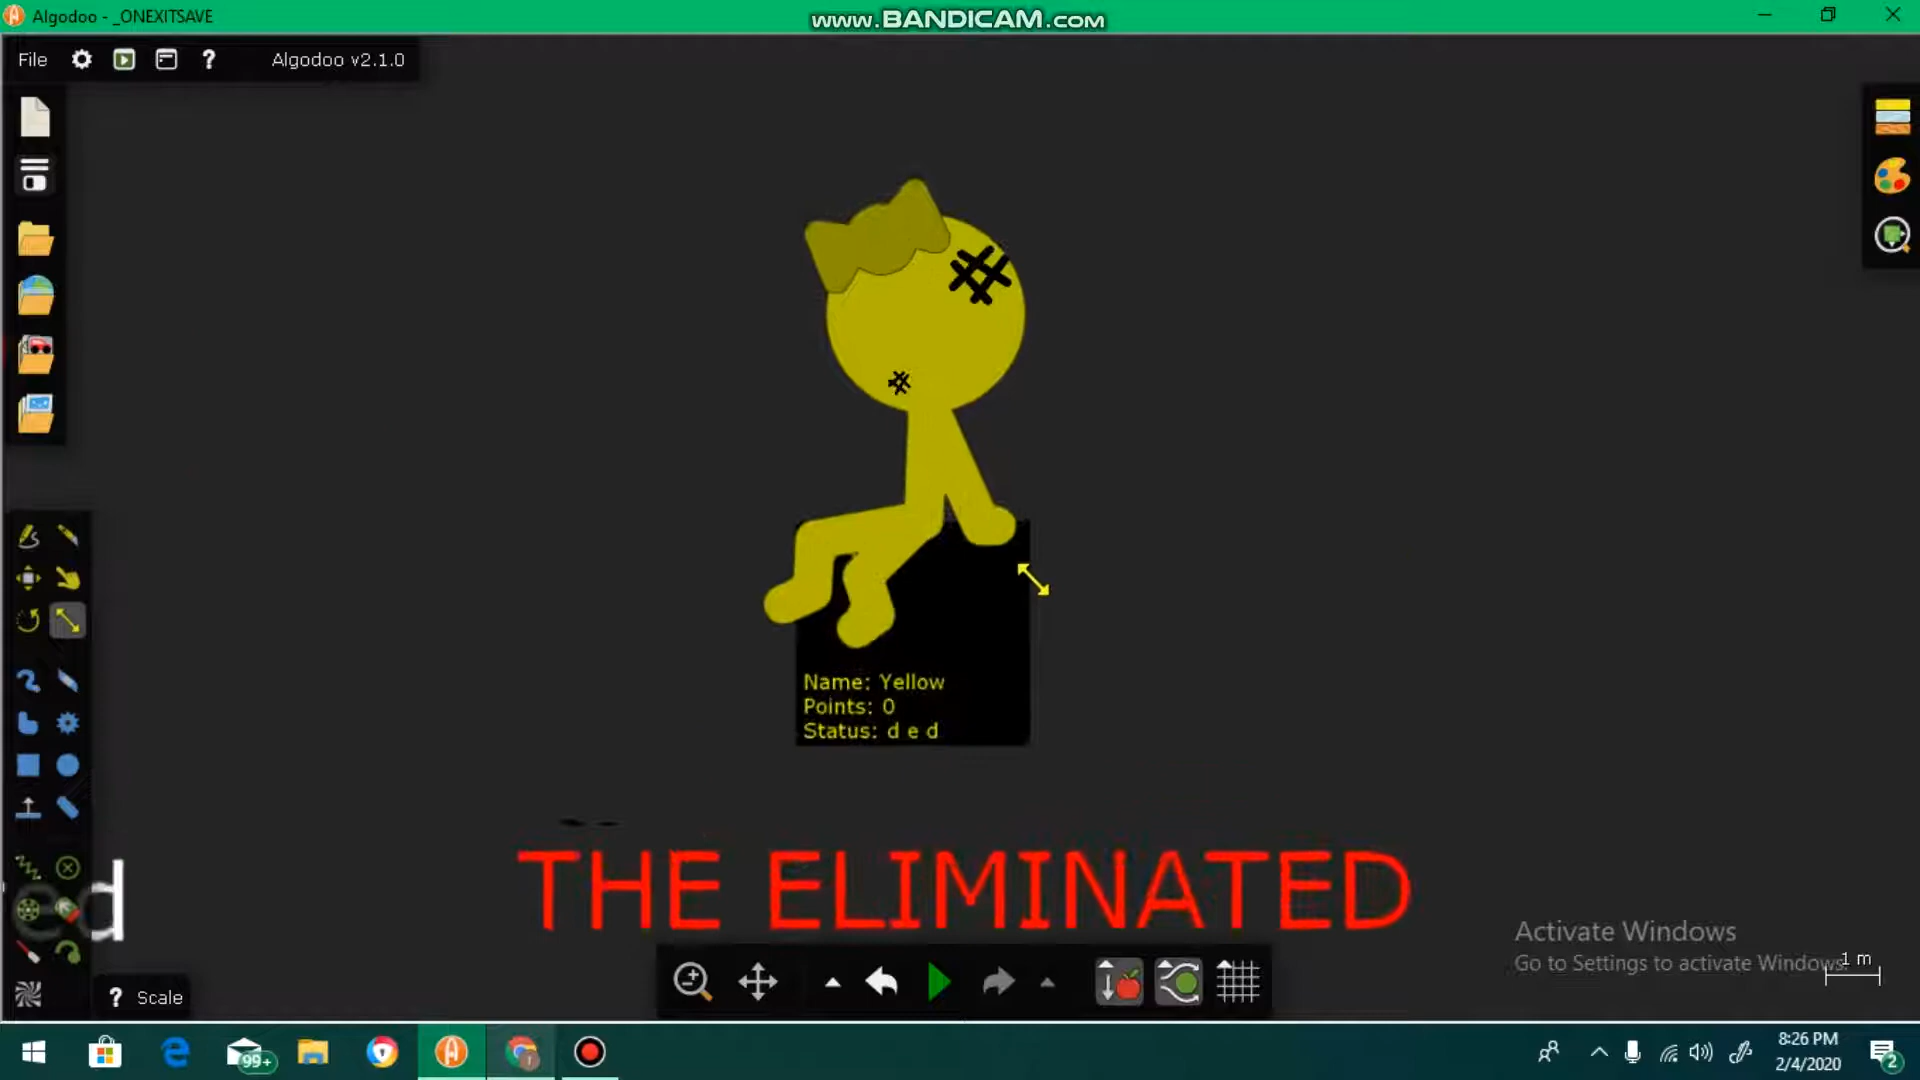 Algodoo - _ONEXITSAVE
www.BANDICAM.com
File
?
Algodoo v2.1.0
Name: Yellow
Points: 0
Status: d e d
ed
THE ELIMINATED
Activate Windows
Go to Settings to activate Windows.
1 m
? Scale
99+
8:26 PM
2/4/2020
2